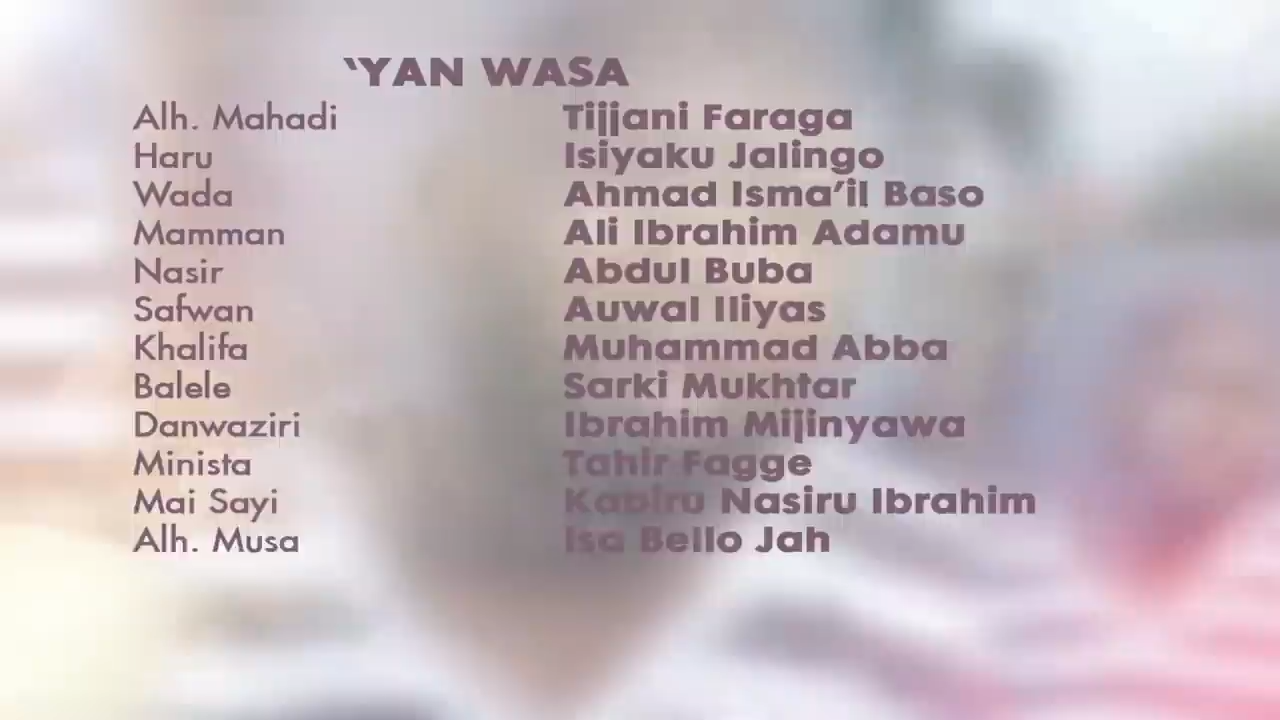 ‘YAN WASA
Alh. Mahadi Tijjani Faraga
Haru Isiyaku Jalingo
Wada Ahmad Isma’il Baso
Mamman Ali Ibrahim Adamu
Nasir Abdul Buba
Safwan Auwal Iliyas
Khalifa Muhammad Abba
Balele Sarki Mukhtar
Danwaziri Ibrahim Mijinyawa
Minista Tahir Fagge
Mai Sayi Kabiru Nasiru Ibrahim
Alh. Musa Isa Bello Jah